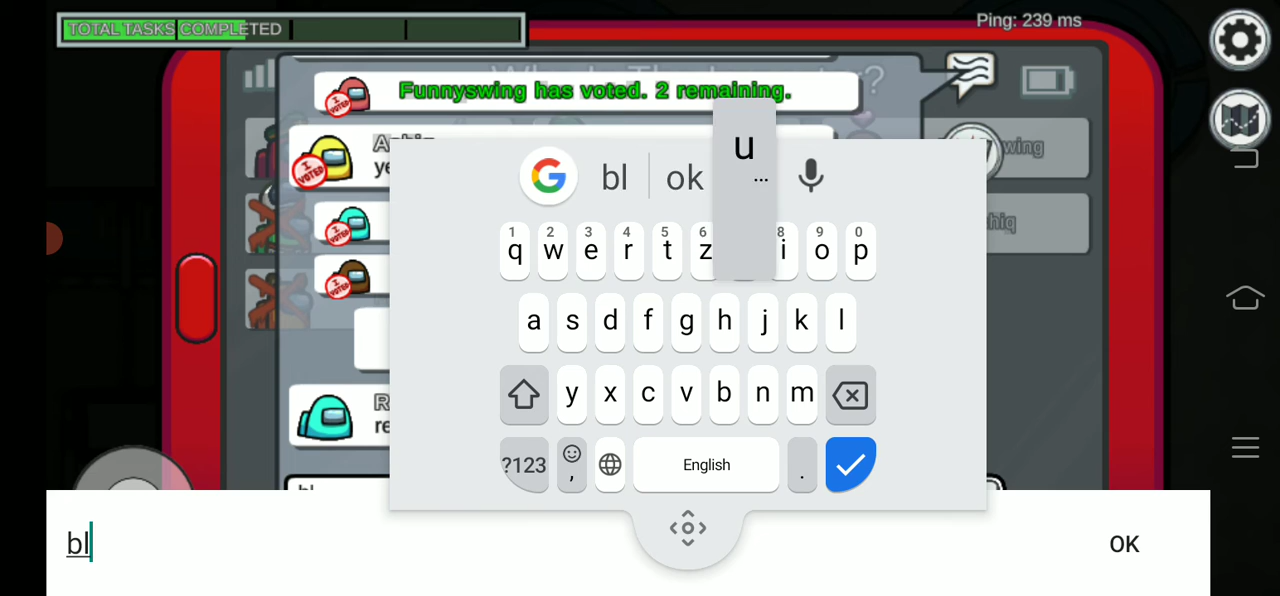 TOTAL TASKS COMPLETED
Ping: 239 ms
Funnyswing has voted. 2 remaining.
bl ok
u
...
1 2 3 4 5 6 8 9 0
q w e r t z i o p
a s d f g h j k l
y x c v b n m
?123 , English .
bl OK